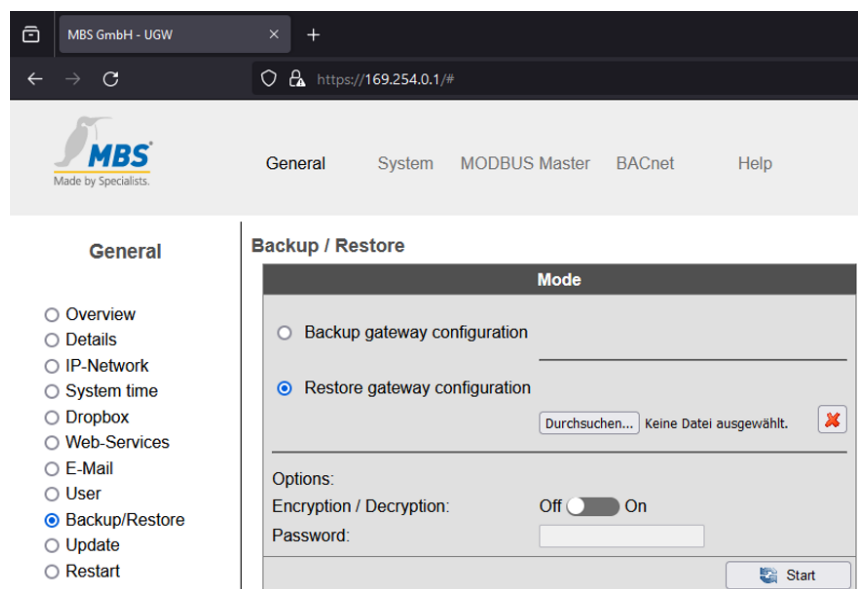 MBS GmbH - UGW
https://169.254.0.1/#
MBS
Made by Specialists.
General System MODBUS Master BACnet Help
General
Overview
Details
IP-Network
System time
Dropbox
Web-Services
E-Mail
User
Backup/Restore
Update
Restart
Backup / Restore
Mode
Backup gateway configuration
Restore gateway configuration
Durchsuchen... Keine Datei ausgewählt.
Options:
Encryption / Decryption: Off On
Password:
Start